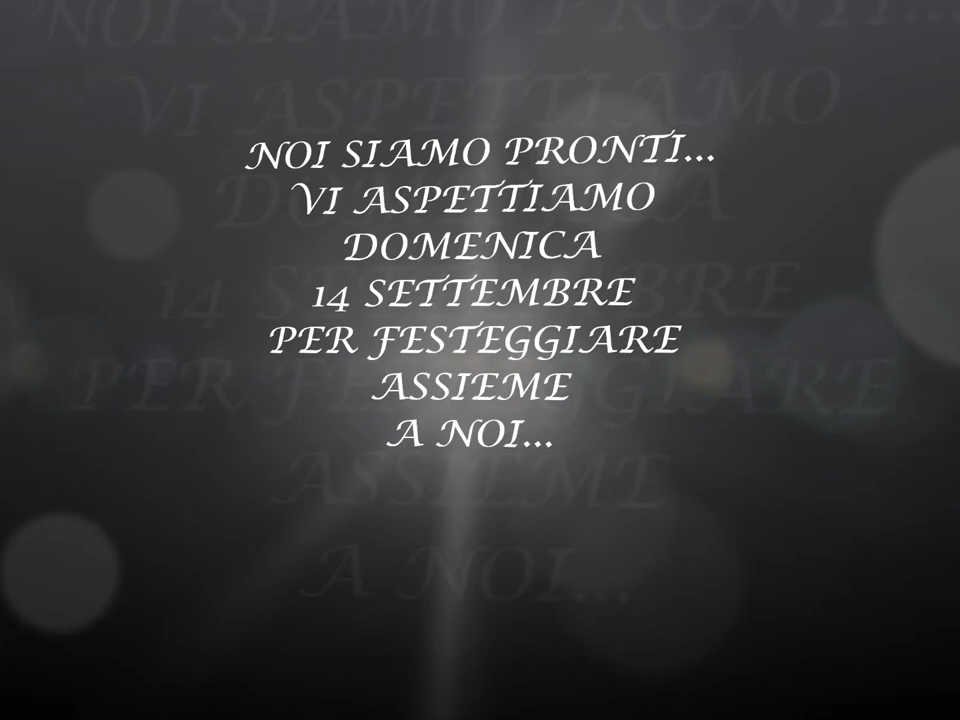 NOI SIAMO PRONTI...
VI ASPETTIAMO
DOMENICA
14 SETTEMBRE
PER FESTEGGIARE
ASSIEME
A NOI...